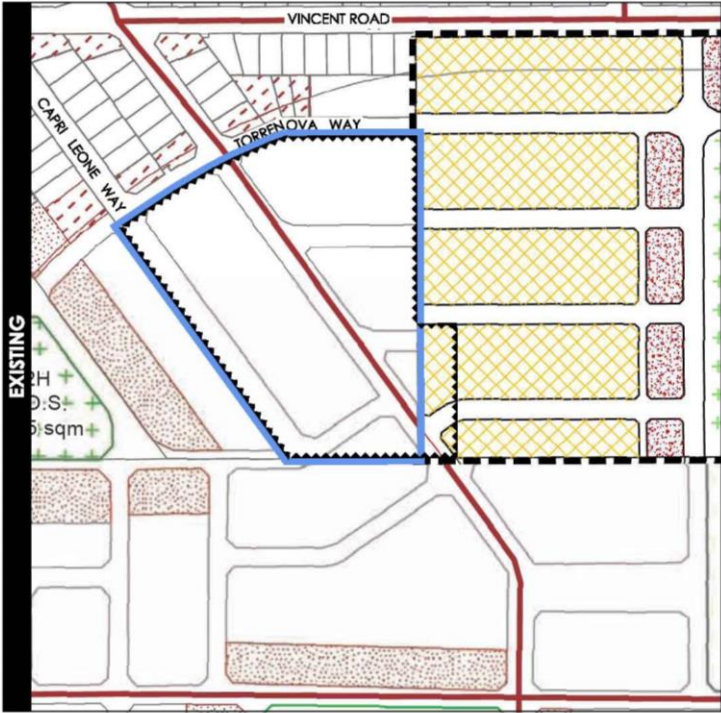 VINCENT ROAD
TORRENOVA WAY
CAPRI LEONE WAY
EXISTING
O.S.
sqm